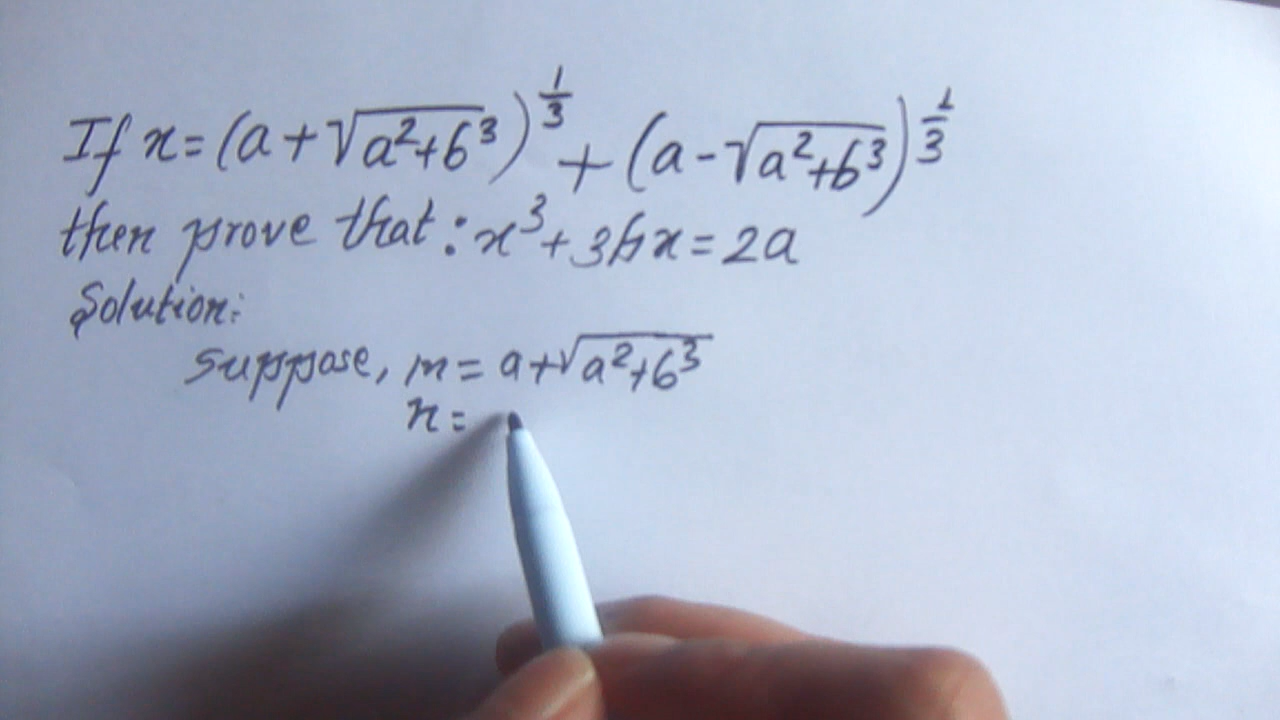 If x = (a + √(a² + b³))^(1/3) + (a - √(a² + b³))^(1/3)
then prove that : x³ + 3bx = 2a
Solution:
suppose, m = a + √(a² + b³)
n =